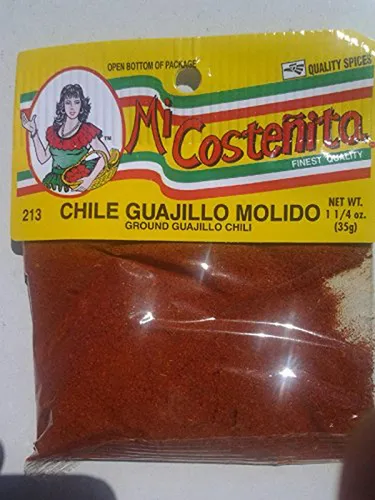 OPEN BOTTOM OF PACKAGE
QUALITY SPICES
Mi
Costeñita
TM
FINEST QUALITY
213
CHILE GUAJILLO MOLIDO
GROUND GUAJILLO CHILI
NET WT.
1 1/4 oz.
(35g)